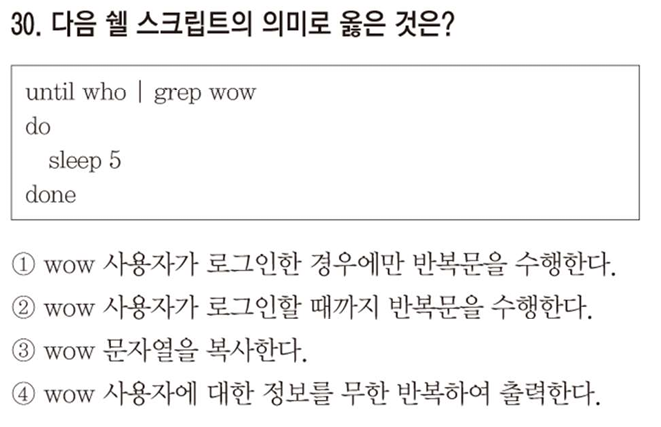 30. 다음 쉘 스크립트의 의미로 옳은 것은?
until who | grep wow
do
sleep 5
done
① wow 사용자가 로그인한 경우에만 반복문을 수행한다.
② wow 사용자가 로그인할 때까지 반복문을 수행한다.
③ wow 문자열을 복사한다.
④ wow 사용자에 대한 정보를 무한 반복하여 출력한다.